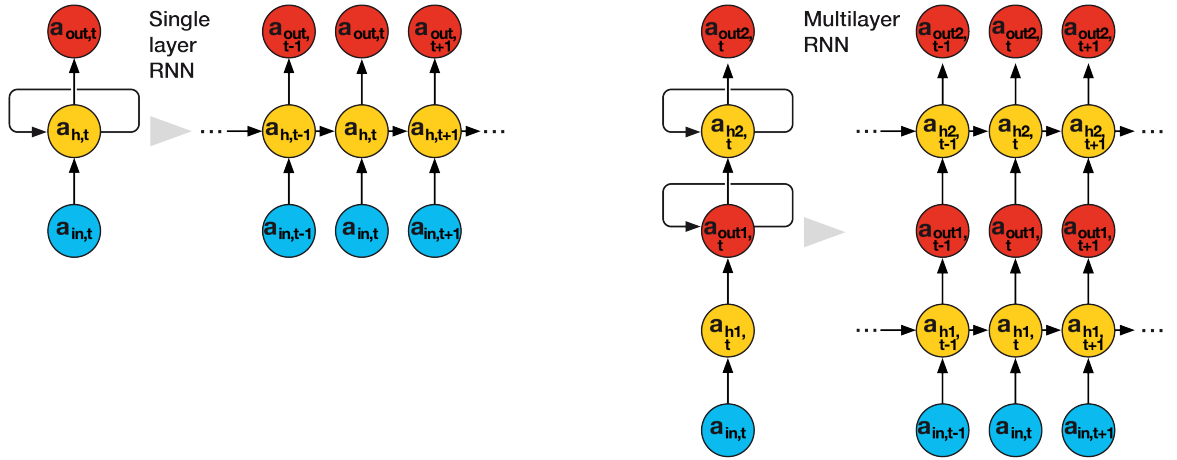 a out,t
Single
layer
RNN
a out,
t-1
a out,t
a out,
t+1
a h,t
...
a h,t-1
a h,t
a h,t+1
...
a in,t
a in,t-1
a in,t
a in,t+1
a out2,
t
Multilayer
RNN
a out2,
t-1
a out2,
t
a out2,
t+1
a h2,
t
...
a h2,
t-1
a h2,
t
a h2,
t+1
...
a out1,
t
a out1,
t-1
a out1,
t
a out1,
t+1
a h1,
t
...
a h1,
t-1
a h1,
t
a h1,
t+1
...
a in,t
a in,t-1
a in,t
a in,t+1